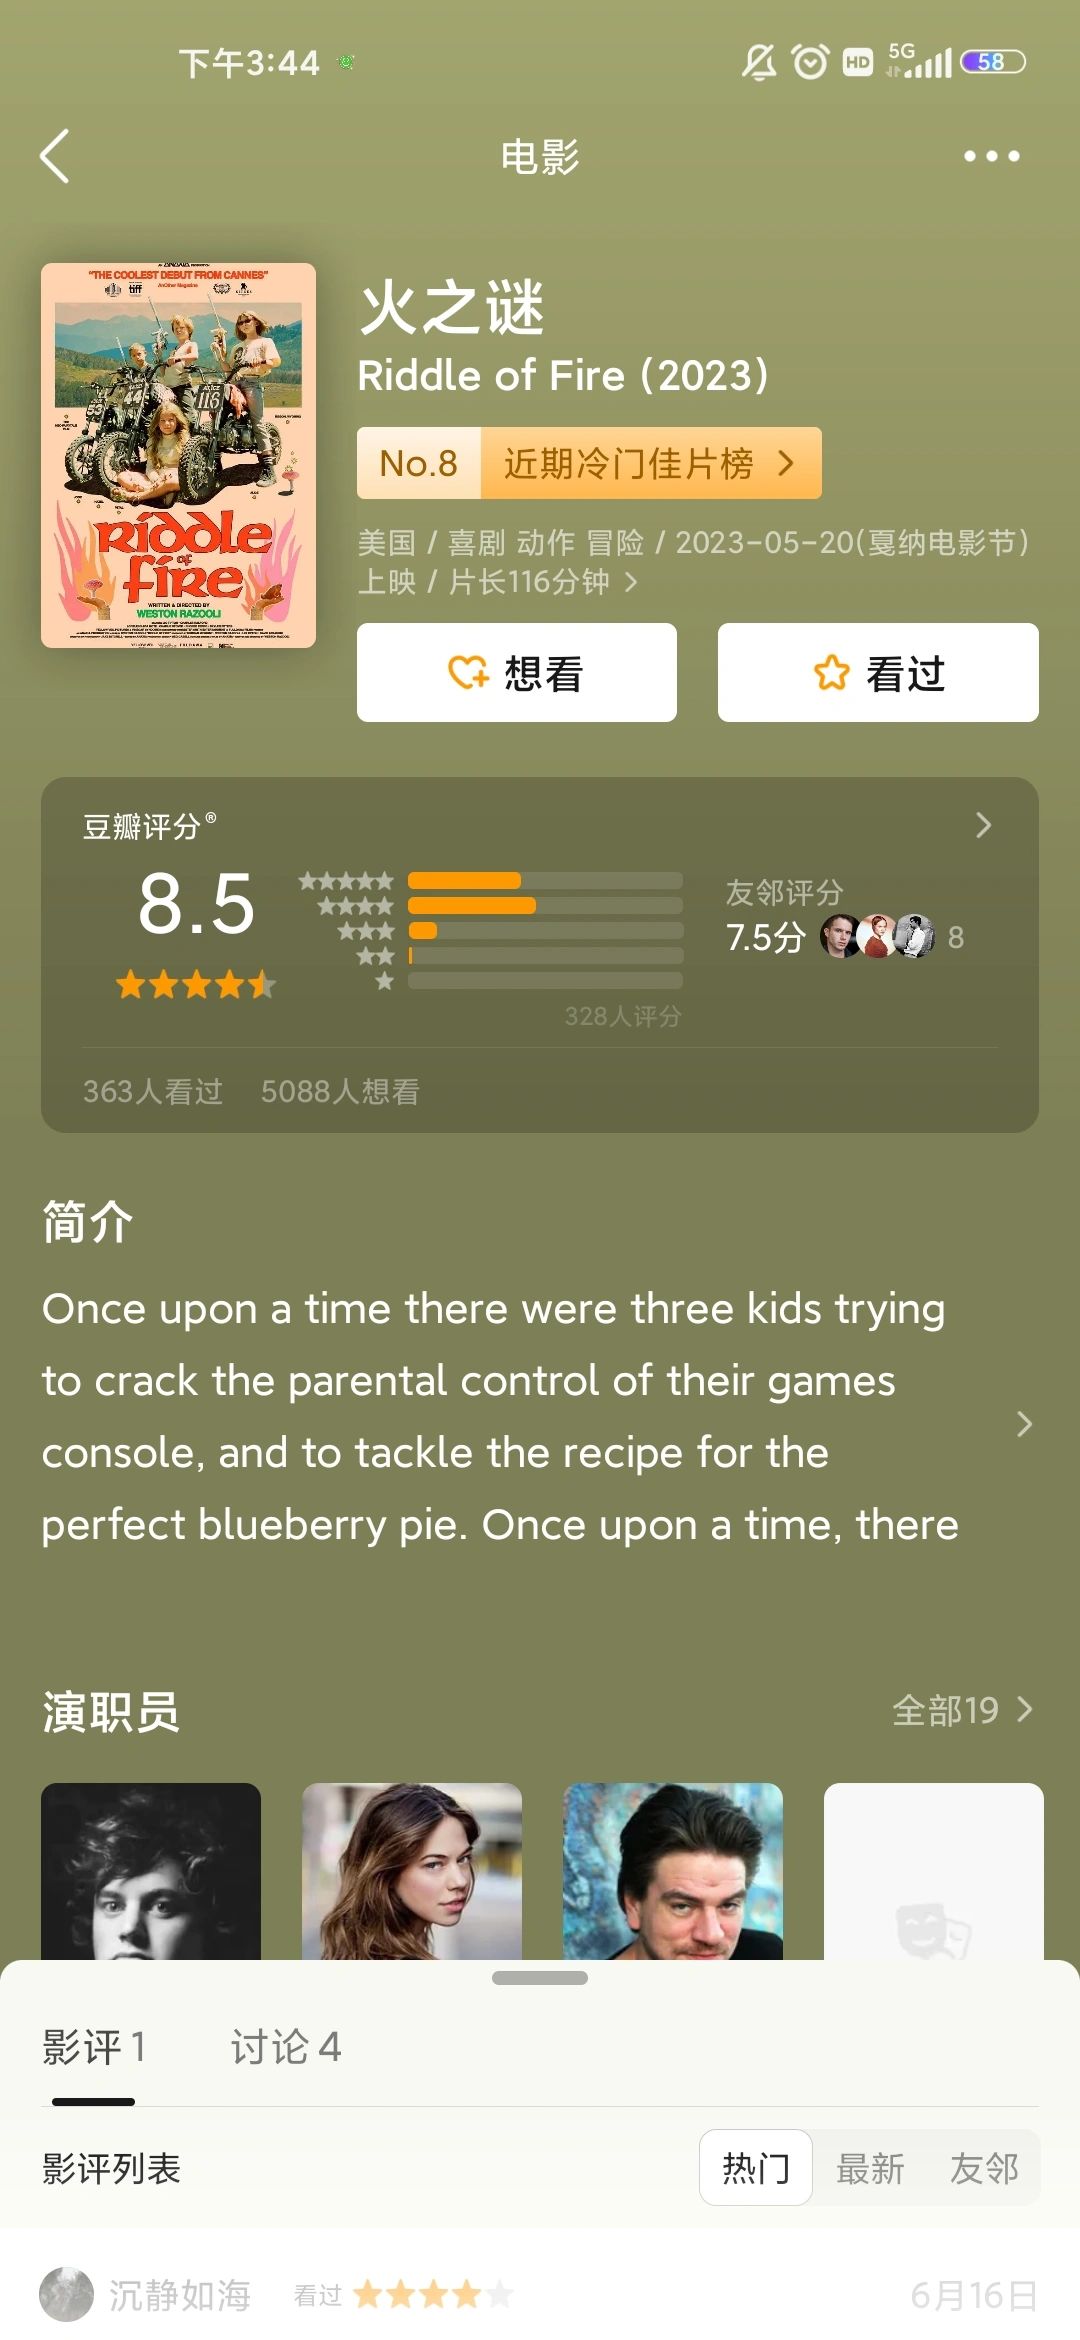 下午3:44
HD 5G 58
电影
"THE COOLEST DEBUT FROM CANNES"
AnOther Magazine
tiff
44
116
Riddle
of
fire
WRITTEN & DIRECTED BY
WESTON RAZOOLI
火之谜
Riddle of Fire (2023)
No.8 近期冷门佳片榜
美国 / 喜剧 动作 冒险 / 2023-05-20(戛纳电影节)
上映 / 片长116分钟
想看 看过
豆瓣评分®
8.5
友邻评分
7.5分 8
328人评分
363人看过 5088人想看
简介
Once upon a time there were three kids trying
to crack the parental control of their games
console, and to tackle the recipe for the
perfect blueberry pie. Once upon a time, there
演职员 全部19
影评 1 讨论 4
影评列表 热门 最新 友邻
沉静如海 看过 6月16日